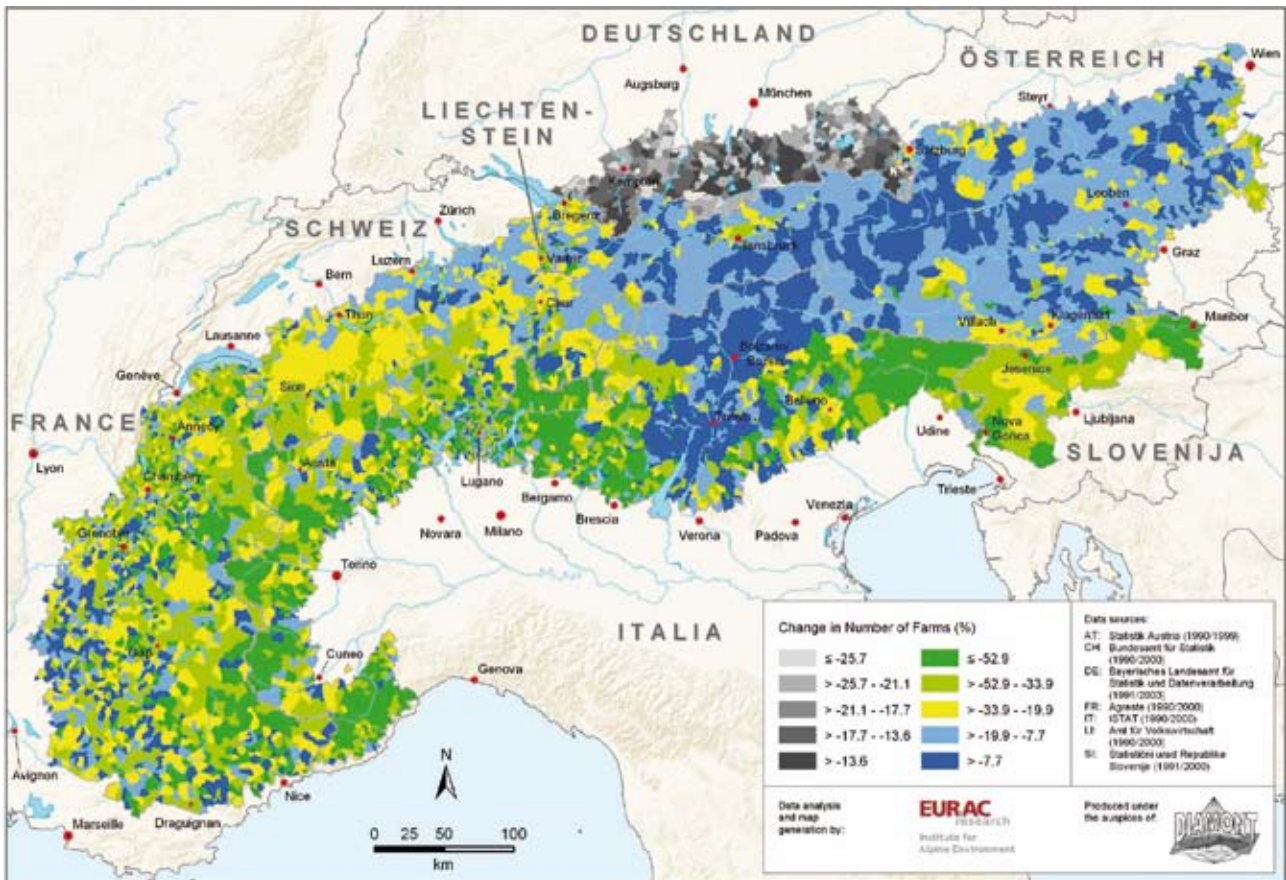 DEUTSCHLAND
ÖSTERREICH
Wien
Augsburg
München
Steyr
LIECHTEN-
STEIN
Salzburg
Kempten
Leoben
Zürich
Bregenz
SCHWEIZ
Innsbruck
Luzern
Vaduz
Graz
Bern
Chur
Thun
Villach
Klagenfurt
Maribor
Lausanne
Bolzano/
Bozen
Jesenice
Genève
Sion
Belluno
FRANCE
Annecy
Trento
Udine
Nova
Gorica
Ljubljana
SLOVENIJA
Lyon
Aosta
Chambéry
Lugano
Bergamo
Trieste
Brescia
Venezia
Novara
Milano
Verona
Padova
Grenoble
Torino
ITALIA
Gap
Cuneo
Genova
Avignon
Nice
Marseille
Draguignan
N
0 25 50 100
km
Change in Number of Farms (%)
≤ -25.7
> -25.7 - -21.1
> -21.1 - -17.7
> -17.7 - -13.6
> -13.6
≤ -52.9
> -52.9 - -33.9
> -33.9 - -19.9
> -19.9 - -7.7
> -7.7
Data sources:
AT: Statistik Austria (1990/1999)
CH: Bundesamt für Statistik
(1990/2000)
DE: Bayerisches Landesamt für
Statistik und Datenverarbeitung
(1991/2003)
FR: Agreste (1990/2000)
IT: ISTAT (1990/2000)
LI: Amt für Volkswirtschaft
(1990/2000)
SI: Statistični urad Republike
Slovenije (1991/2000)
Data analysis
and map
generation by:
EURAC
research
Institute for
Alpine Environment
Produced under
the auspices of:
DIAMONT